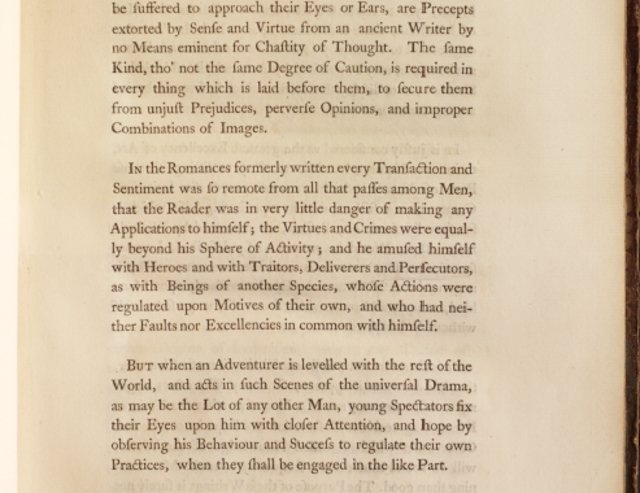 be ſuffered to approach their Eyes or Ears, are Precepts
extorted by Senſe and Virtue from an ancient Writer by
no Means eminent for Chaſtity of Thought. The ſame
Kind, tho' not the ſame Degree of Caution, is required in
every thing which is laid before them, to ſecure them
from unjuſt Prejudices, perverſe Opinions, and improper
Combinations of Images.
IN the Romances formerly written every Tranſaction and
Sentiment was ſo remote from all that paſſes among Men,
that the Reader was in very little danger of making any
Applications to himſelf; the Virtues and Crimes were equal-
ly beyond his Sphere of Activity; and he amuſed himſelf
with Heroes and with Traitors, Deliverers and Perſecutors,
as with Beings of another Species, whoſe Actions were
regulated upon Motives of their own, and who had nei-
ther Faults nor Excellencies in common with himſelf.
BUT when an Adventurer is levelled with the reſt of the
World, and acts in ſuch Scenes of the univerſal Drama,
as may be the Lot of any other Man, young Spectators fix
their Eyes upon him with cloſer Attention, and hope by
obſerving his Behaviour and Succeſs to regulate their own
Practices, when they ſhall be engaged in the like Part.